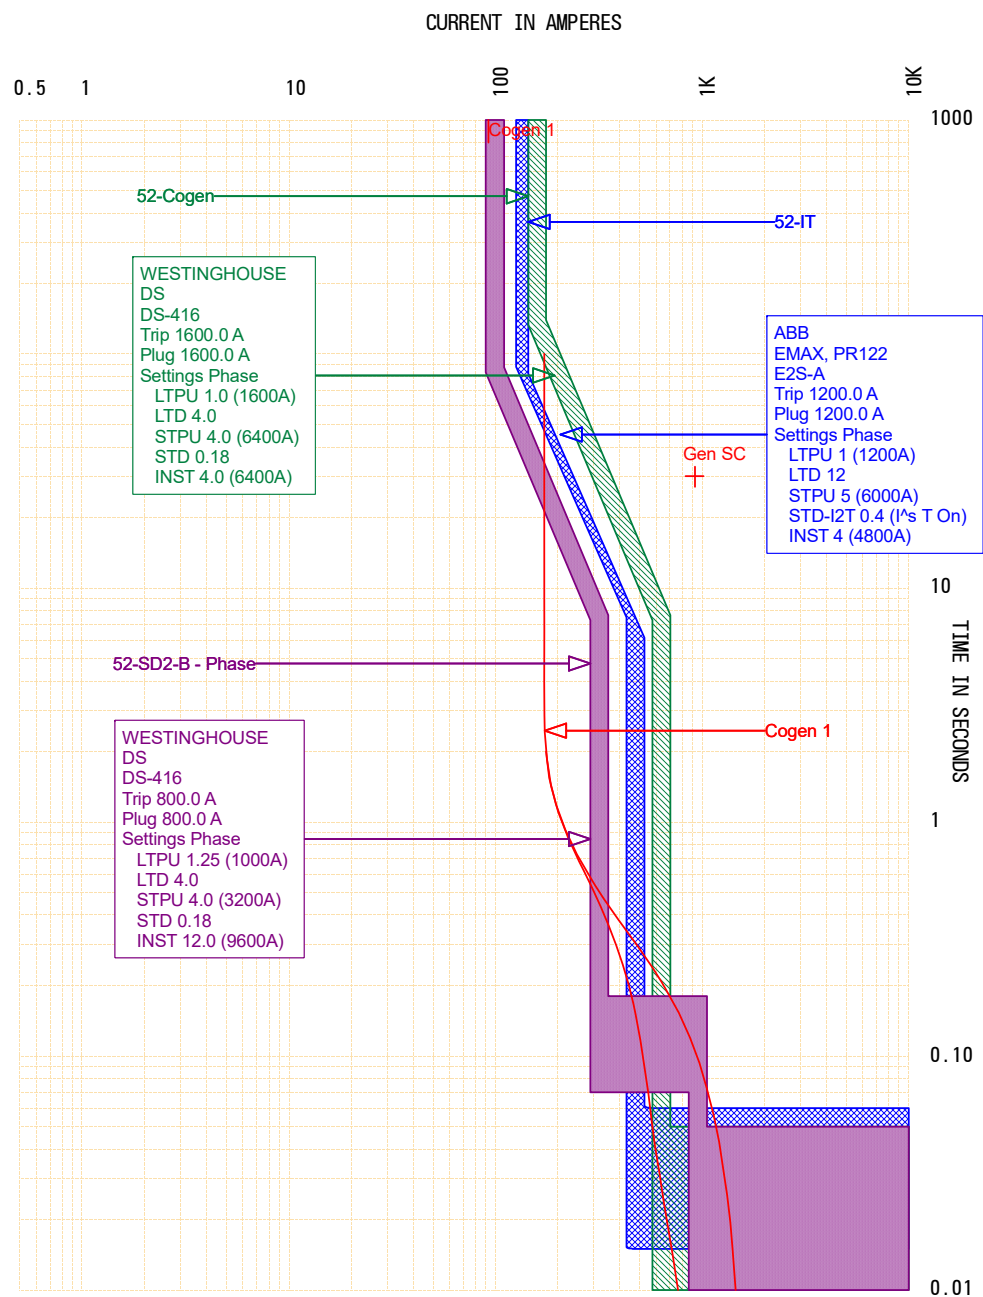 CURRENT IN AMPERES
0.5 1 10 100 1K 10K
1000
Cogen 1
52-Cogen
52-IT
WESTINGHOUSE
DS
DS-416
Trip 1600.0 A
Plug 1600.0 A
Settings Phase
LTPU 1.0 (1600A)
LTD 4.0
STPU 4.0 (6400A)
STD 0.18
INST 4.0 (6400A)
ABB
EMAX, PR122
E2S-A
Trip 1200.0 A
Plug 1200.0 A
Settings Phase
LTPU 1 (1200A)
LTD 12
STPU 5 (6000A)
STD-I2T 0.4 (I^s T On)
INST 4 (4800A)
Gen SC
10
TIME IN SECONDS
52-SD2-B - Phase
Cogen 1
WESTINGHOUSE
DS
DS-416
Trip 800.0 A
Plug 800.0 A
Settings Phase
LTPU 1.25 (1000A)
LTD 4.0
STPU 4.0 (3200A)
STD 0.18
INST 12.0 (9600A)
1
0.10
0.01